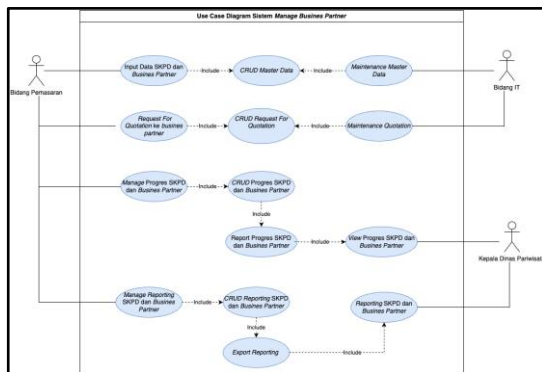 Use Case Diagram Sistem Manage Busines Partner
Bidang Pemasaran
Input Data SKPD dan
Busines Partner
Include
CRUD Master Data
Include
Maintenance Master
Data
Bidang IT
Request For
Quotation ke busines
partner
Include
CRUD Request For
Quotation
Include
Maintenance Quotation
Manage Progres SKPD
dan Busines Partner
Include
CRUD Progres SKPD
dan Busines Partner
Include
Report Progres SKPD
dan Busines Partner
Include
View Progres SKPD dan
Busines Partner
Kepala Dinas Pariwisat
Manage Reporting
SKPD dan Busines
Partner
Include
CRUD Reporting SKPD
dan Busines Partner
Include
Export Reporting
Include
Reporting SKPD dan
Busines Partner